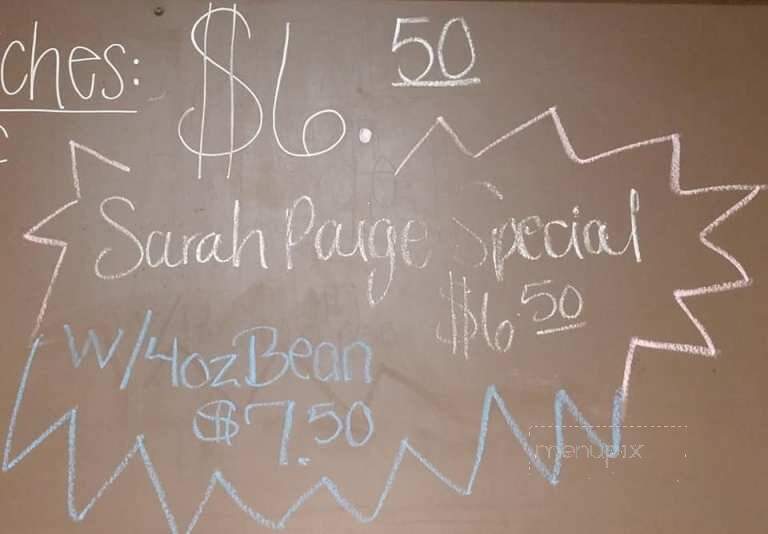 ches: $6.50
c
Sarah Paige Special
$6.50
W/4oz Bean
$7.50
menupix